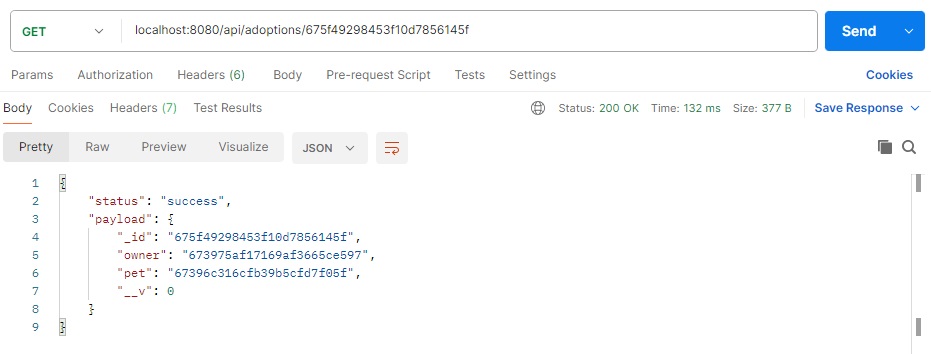 GET localhost:8080/api/adoptions/675f49298453f10d7856145f Send
Params Authorization Headers (6) Body Pre-request Script Tests Settings Cookies
Body Cookies Headers (7) Test Results Status: 200 OK Time: 132 ms Size: 377 B Save Response
Pretty Raw Preview Visualize JSON
1 {
2 "status": "success",
3 "payload": {
4 "_id": "675f49298453f10d7856145f",
5 "owner": "673975af17169af3665ce597",
6 "pet": "67396c316cfb39b5cfd7f05f",
7 "__v": 0
8 }
9 }